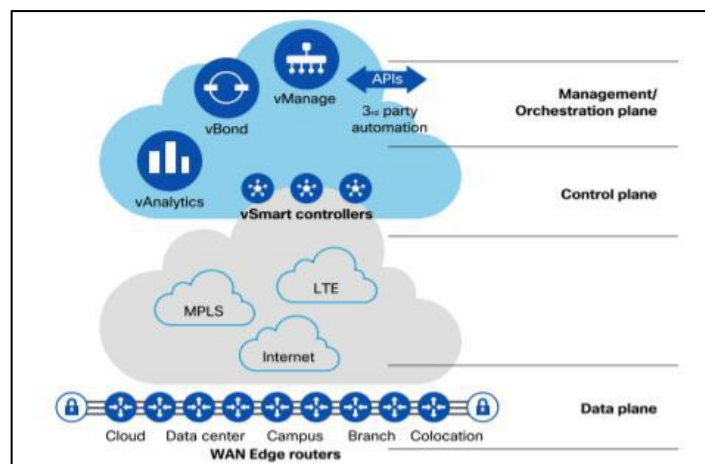 vManage
APIs
3rd party
automation
vBond
vAnalytics
vSmart controllers
Management/
Orchestration plane
Control plane
LTE
MPLS
Internet
Cloud Data center Campus Branch Colocation
WAN Edge routers
Data plane